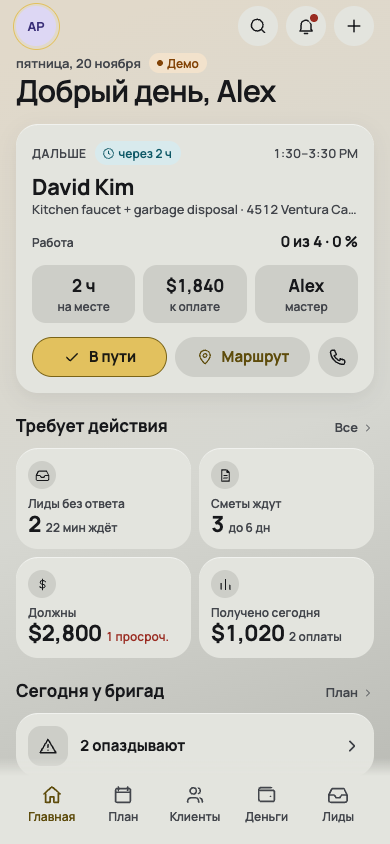 AP
пятница, 20 ноября Демо
Добрый день, Alex
ДАЛЬШЕ через 2 ч 1:30–3:30 PM
David Kim
Kitchen faucet + garbage disposal · 4512 Ventura Ca…
Работа 0 из 4 · 0 %
2 ч $1,840 Alex
на месте к оплате мастер
В пути Маршрут
Требует действия Все
Лиды без ответа Сметы ждут
2 22 мин ждёт 3 до 6 дн
Должны Получено сегодня
$2,800 1 просроч. $1,020 2 оплаты
Сегодня у бригад План
2 опаздывают
Главная План Клиенты Деньги Лиды